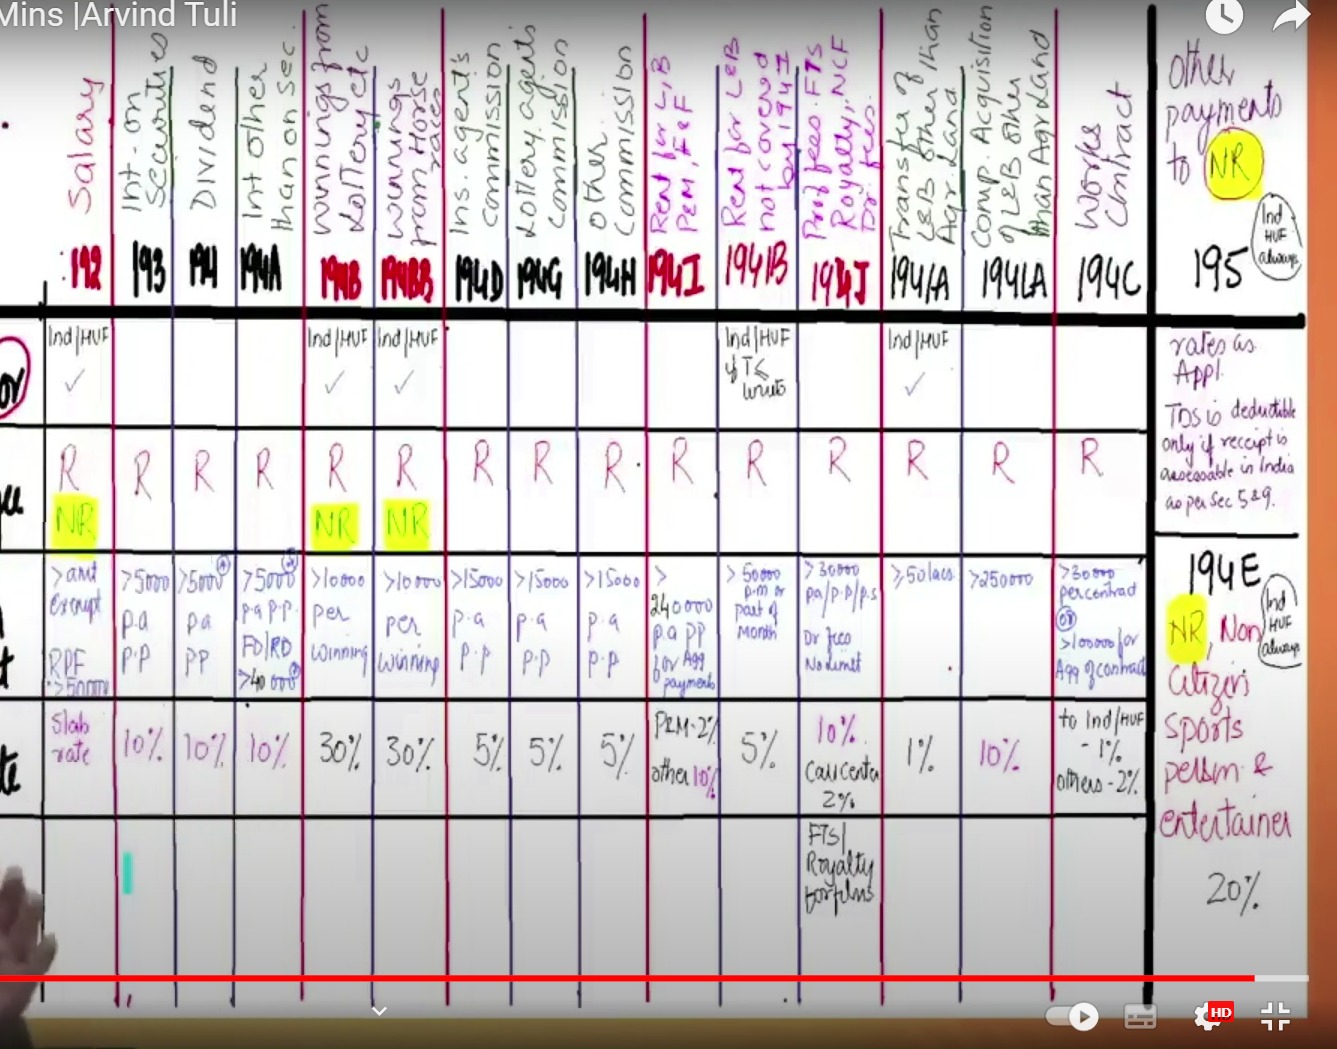 Mins |Arvind Tuli
Salary
192
Int. on
Securities
193
Dividend
194
Int other
than on sec.
194A
Winnings from
Lottery etc
194B
Winnings
from Horse
races
194BB
Ins. agent's
commission
194D
Lottery agent's
commission
194G
other
commission
194H
Rent for L,B
P&M, F&F
194I
Rent for L&B
not covered
by 194I
194IB
Prof fees. FTS
Royalty, NCF
Dr. fees.
194J
Transfer of
L&B other than
Agr. Land
194IA
Comp. Acquisition
of L&B other
than Agr Land
194LA
Works
Contract
194C
other
payments
to NR
195
Ind
HUF
always
or
Ind/HUF
✓
Ind/HUF
✓
Ind/HUF
✓
Ind/HUF
if T≤
limits
Ind/HUF
✓
R
NR
R
R
R
R
NR
R
NR
R
R
R
R
R
R
R
R
R
>amt
exempt
RPF
>50000
>5000
p.a
p.p
>5000
pa
pp
>5000
p.a p.p.
FD/RD
>40000
>10000
per
winning
>10000
per
winning
>15000
p.a
p.p
>15000
p.a
p.p
>15000
p.a
p.p
>
240000
p.a pp
for Agg
payments
>50000
p.m or
part of
Month
>30000
pa/p.p/p.s
Dr fees
No limit
≥50 lacs
>250000
>30000
per contract
or
>100000 for
Agg of contract
Slab
rate
10%
10%
10%
30%
30%
5%
5%
5%
P&M-2%
other 10%
5%
10%
Call center
2%
1%
10%
to Ind/HUF
- 1%
others - 2%
FTS/
Royalty
for films
rates as
Appl.
TDS is deductible
only if receipt is
assessable in India
as per Sec 5 & 9.
194E
NR, Non
citizen
sports
person &
entertainer
20%
Ind
HUF
always
HD